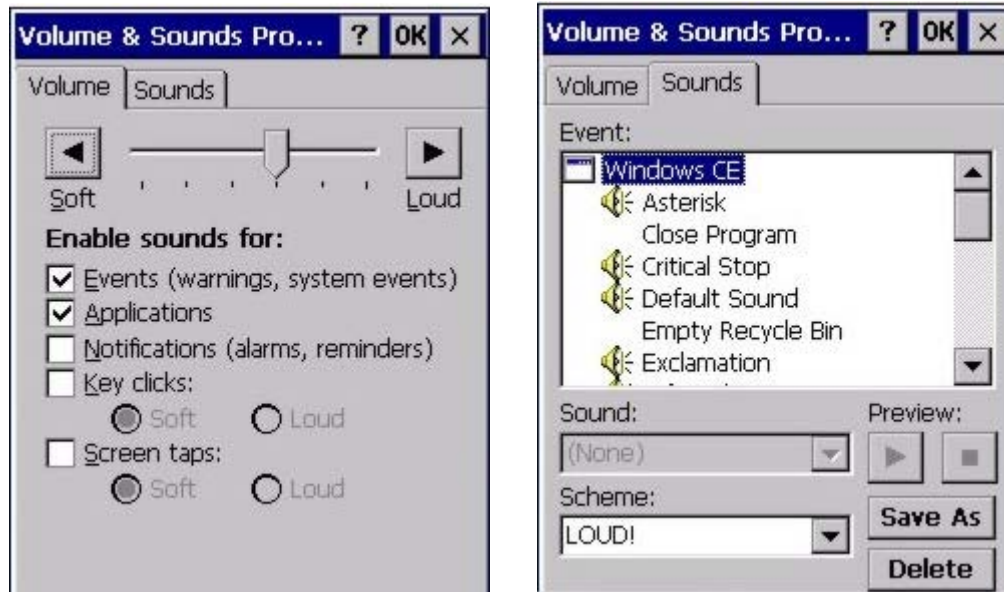 Volume & Sounds Pro... ? OK ×
Volume Sounds
Soft Loud
Enable sounds for:
Events (warnings, system events)
Applications
Notifications (alarms, reminders)
Key clicks:
Soft Loud
Screen taps:
Soft Loud
Volume & Sounds Pro... ? OK ×
Volume Sounds
Event:
Windows CE
Asterisk
Close Program
Critical Stop
Default Sound
Empty Recycle Bin
Exclamation
Sound: Preview:
(None)
Scheme:
Save As
LOUD!
Delete